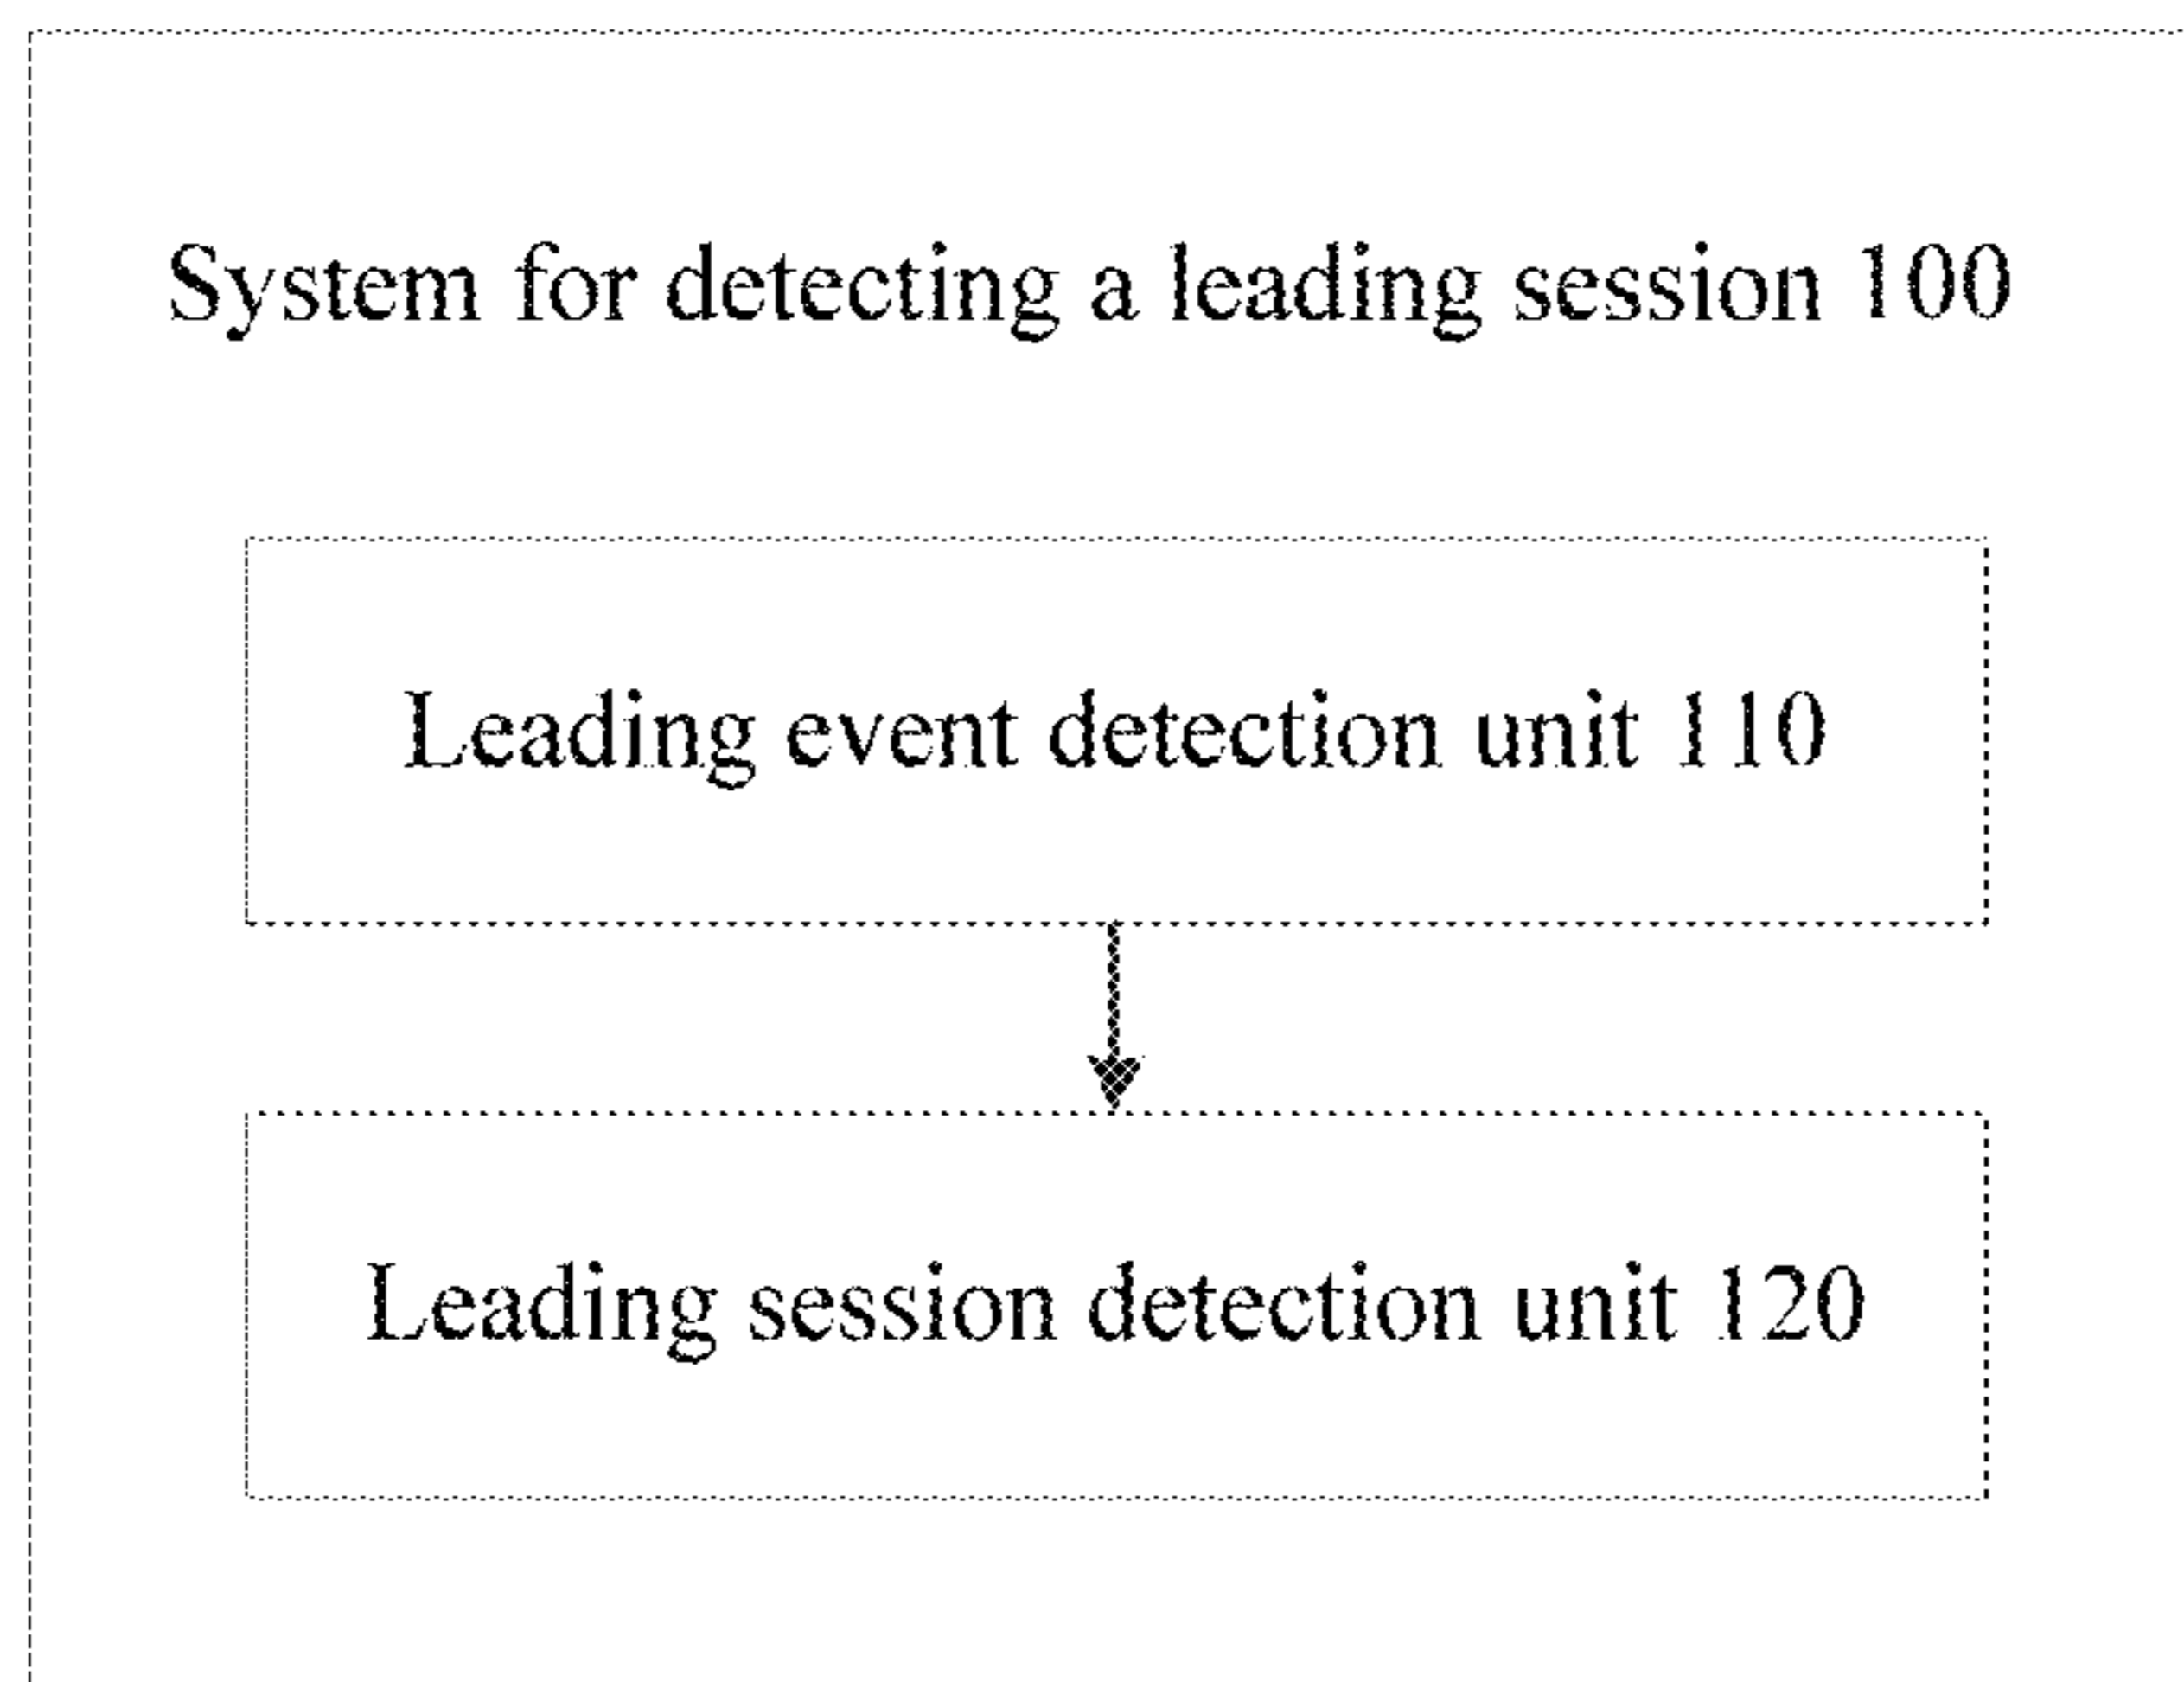 System for detecting a leading session 100
Leading event detection unit 110
Leading session detection unit 120